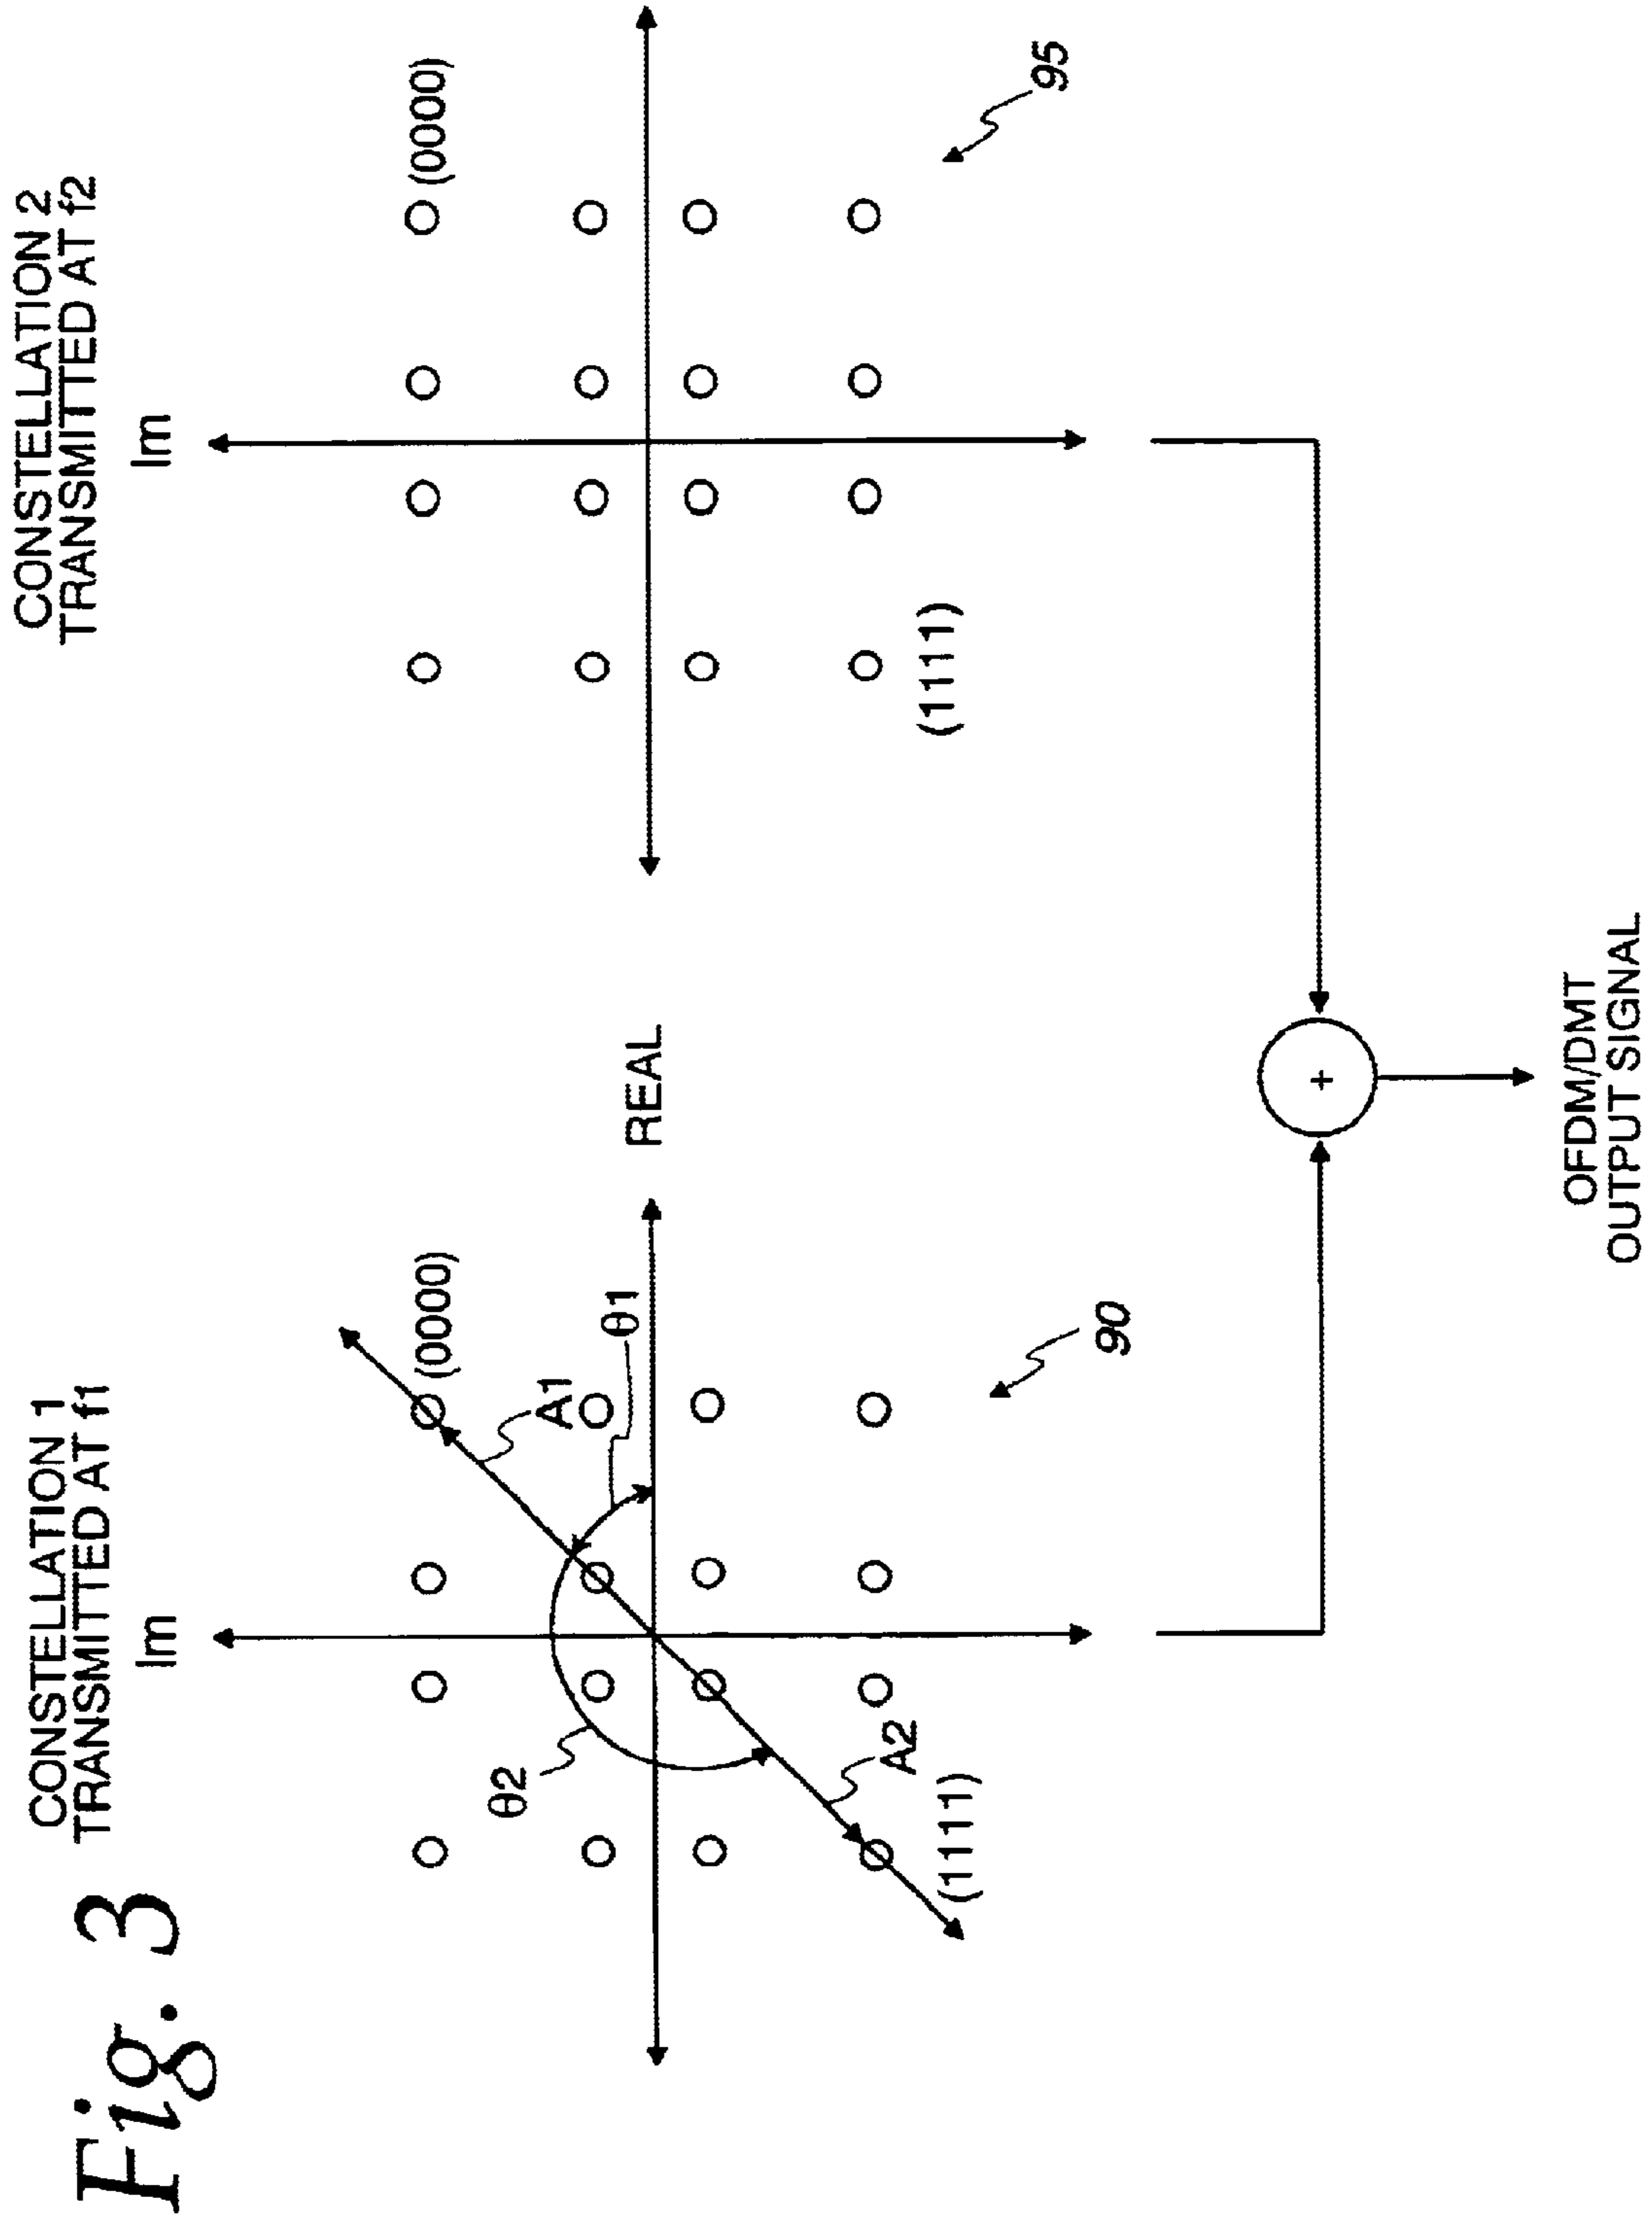 Fig. 3
CONSTELLATION 1
TRANSMITTED AT f1
Im
(0000)
A1
θ1
θ2
REAL
A2
(1111)
90
CONSTELLATION 2
TRANSMITTED AT f2
Im
(0000)
(1111)
95
+
OFDM/DMT
OUTPUT SIGNAL